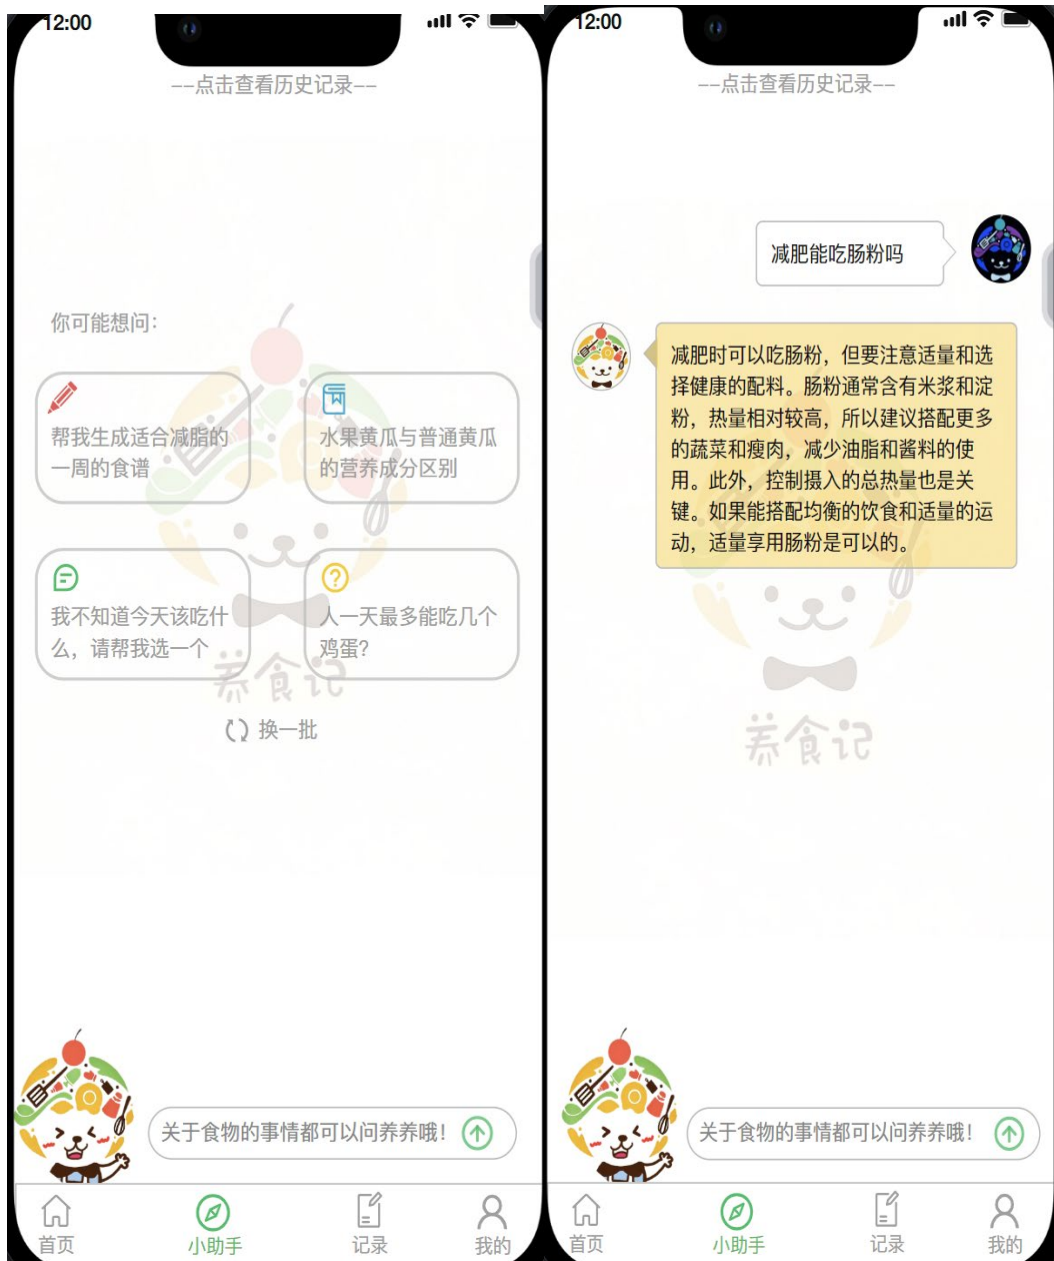 12:00
--点击查看历史记录--
你可能想问：
帮我生成适合减脂的
一周的食谱
水果黄瓜与普通黄瓜
的营养成分区别
我不知道今天该吃什
么，请帮我选一个
人一天最多能吃几个
鸡蛋？
养食记
换一批
关于食物的事情都可以问养养哦！
首页
小助手
记录
我的
12:00
--点击查看历史记录--
减肥能吃肠粉吗
减肥时可以吃肠粉，但要注意适量和选
择健康的配料。肠粉通常含有米浆和淀
粉，热量相对较高，所以建议搭配更多
的蔬菜和瘦肉，减少油脂和酱料的使
用。此外，控制摄入的总热量也是关
键。如果能搭配均衡的饮食和适量的运
动，适量享用肠粉是可以的。
养食记
关于食物的事情都可以问养养哦！
首页
小助手
记录
我的